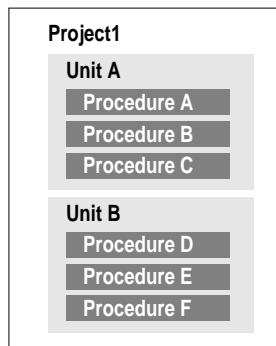 Project1
Unit A
Procedure A
Procedure B
Procedure C
Unit B
Procedure D
Procedure E
Procedure F